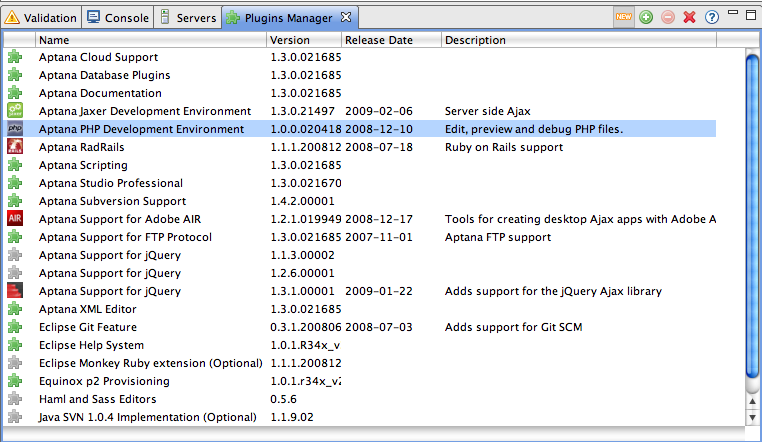 Validation Console Servers Plugins Manager NEW
Name Version Release Date Description
Aptana Cloud Support 1.3.0.021685
Aptana Database Plugins 1.3.0.021685
Aptana Documentation 1.3.0.021685
Aptana Jaxer Development Environment 1.3.0.21497 2009-02-06 Server side Ajax
php Aptana PHP Development Environment 1.0.0.020418 2008-12-10 Edit, preview and debug PHP files.
Aptana RadRails 1.1.1.200812 2008-07-18 Ruby on Rails support
Aptana Scripting 1.3.0.021685
Aptana Studio Professional 1.3.0.021670
Aptana Subversion Support 1.4.2.00001
AIR Aptana Support for Adobe AIR 1.2.1.019949 2008-12-17 Tools for creating desktop Ajax apps with Adobe A
Aptana Support for FTP Protocol 1.3.0.021685 2007-11-01 Aptana FTP support
Aptana Support for jQuery 1.1.3.00002
Aptana Support for jQuery 1.2.6.00001
Aptana Support for jQuery 1.3.1.00001 2009-01-22 Adds support for the jQuery Ajax library
Aptana XML Editor 1.3.0.021685
Eclipse Git Feature 0.3.1.200806 2008-07-03 Adds support for Git SCM
Eclipse Help System 1.0.1.R34x_v
Eclipse Monkey Ruby extension (Optional) 1.1.1.200812
Equinox p2 Provisioning 1.0.1.r34x_v2
Haml and Sass Editors 0.5.6
Java SVN 1.0.4 Implementation (Optional) 1.1.9.02